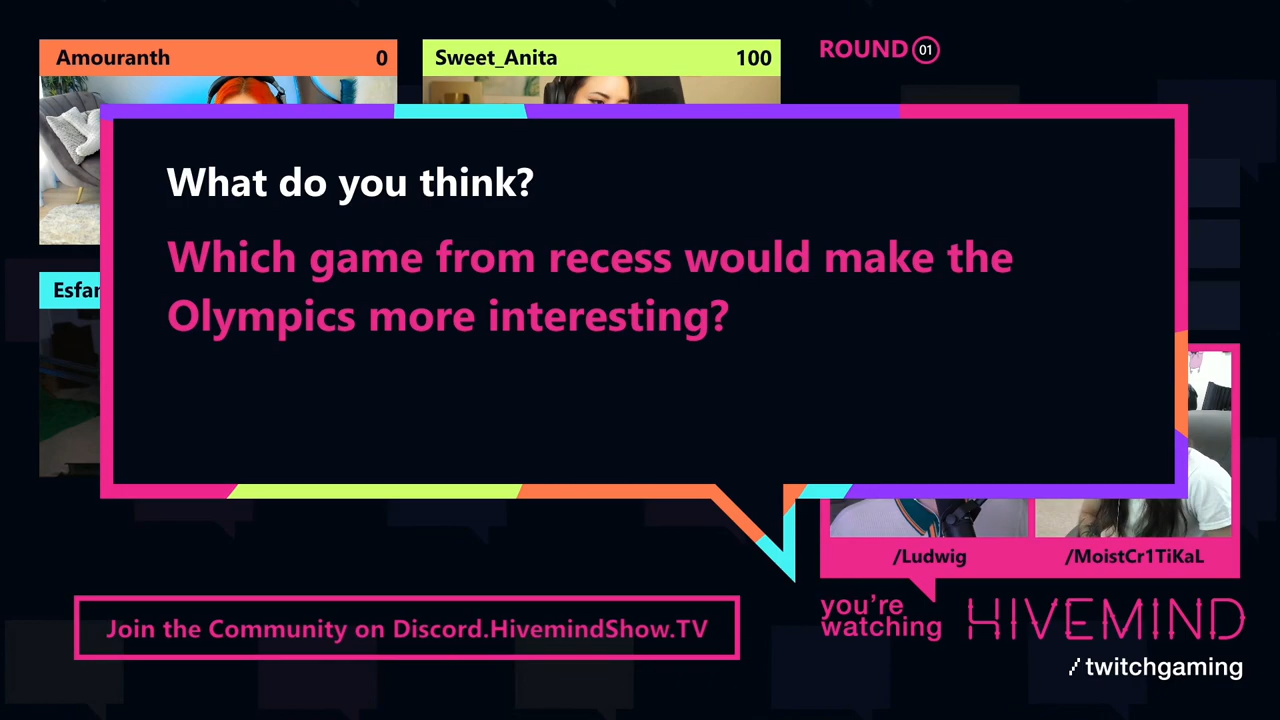 Amouranth 0
Sweet_Anita 100
ROUND 01
What do you think?
Which game from recess would make the
Olympics more interesting?
Esfan
/Ludwig
/MoistCr1TiKaL
you're
watching
HIVEMIND
/twitchgaming
Join the Community on Discord.HivemindShow.TV